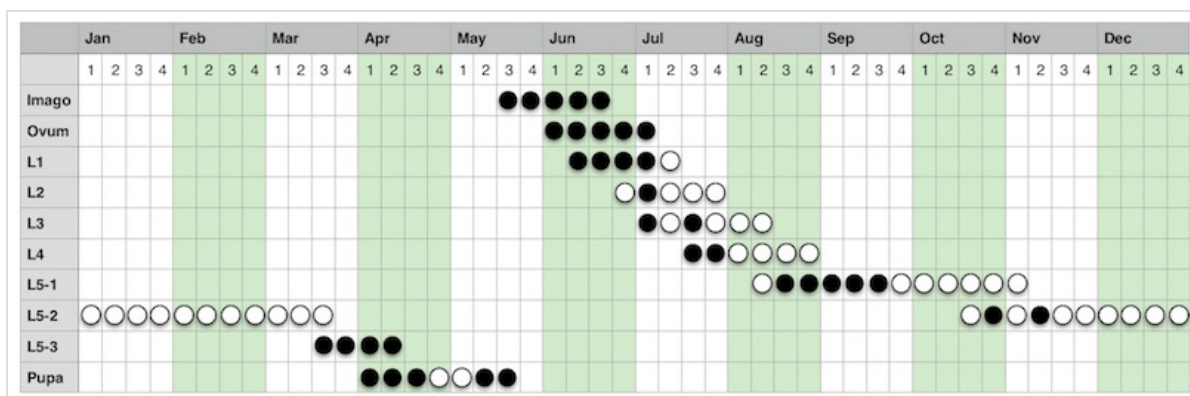 Jan Feb Mar Apr May Jun Jul Aug Sep Oct Nov Dec
1 2 3 4 1 2 3 4 1 2 3 4 1 2 3 4 1 2 3 4 1 2 3 4 1 2 3 4 1 2 3 4 1 2 3 4 1 2 3 4 1 2 3 4 1 2 3 4
Imago
Ovum
L1
L2
L3
L4
L5-1
L5-2
L5-3
Pupa